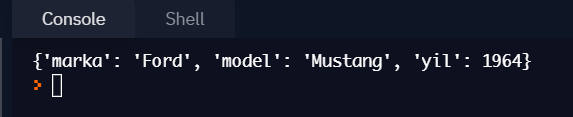 Console Shell
{'marka': 'Ford', 'model': 'Mustang', 'yil': 1964}